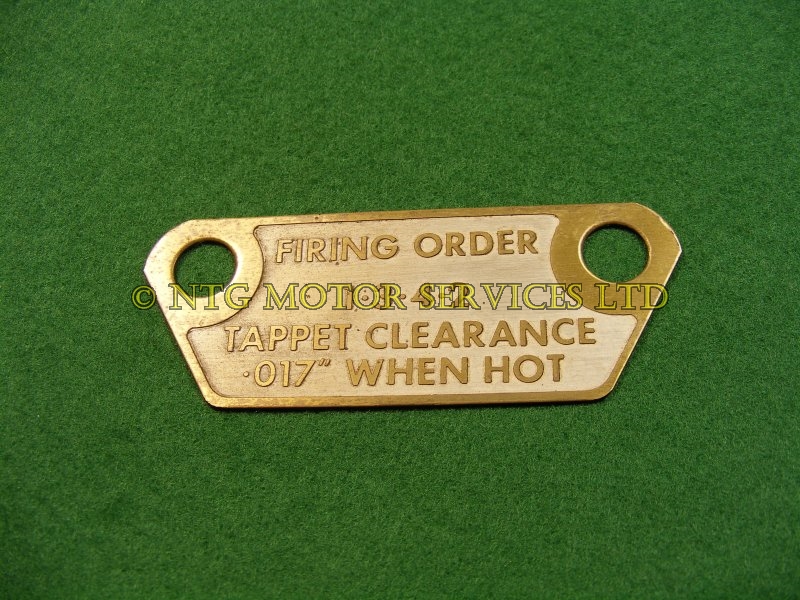 FIRING ORDER
© NTG MOTOR SERVICES LTD
TAPPET CLEARANCE
·017" WHEN HOT